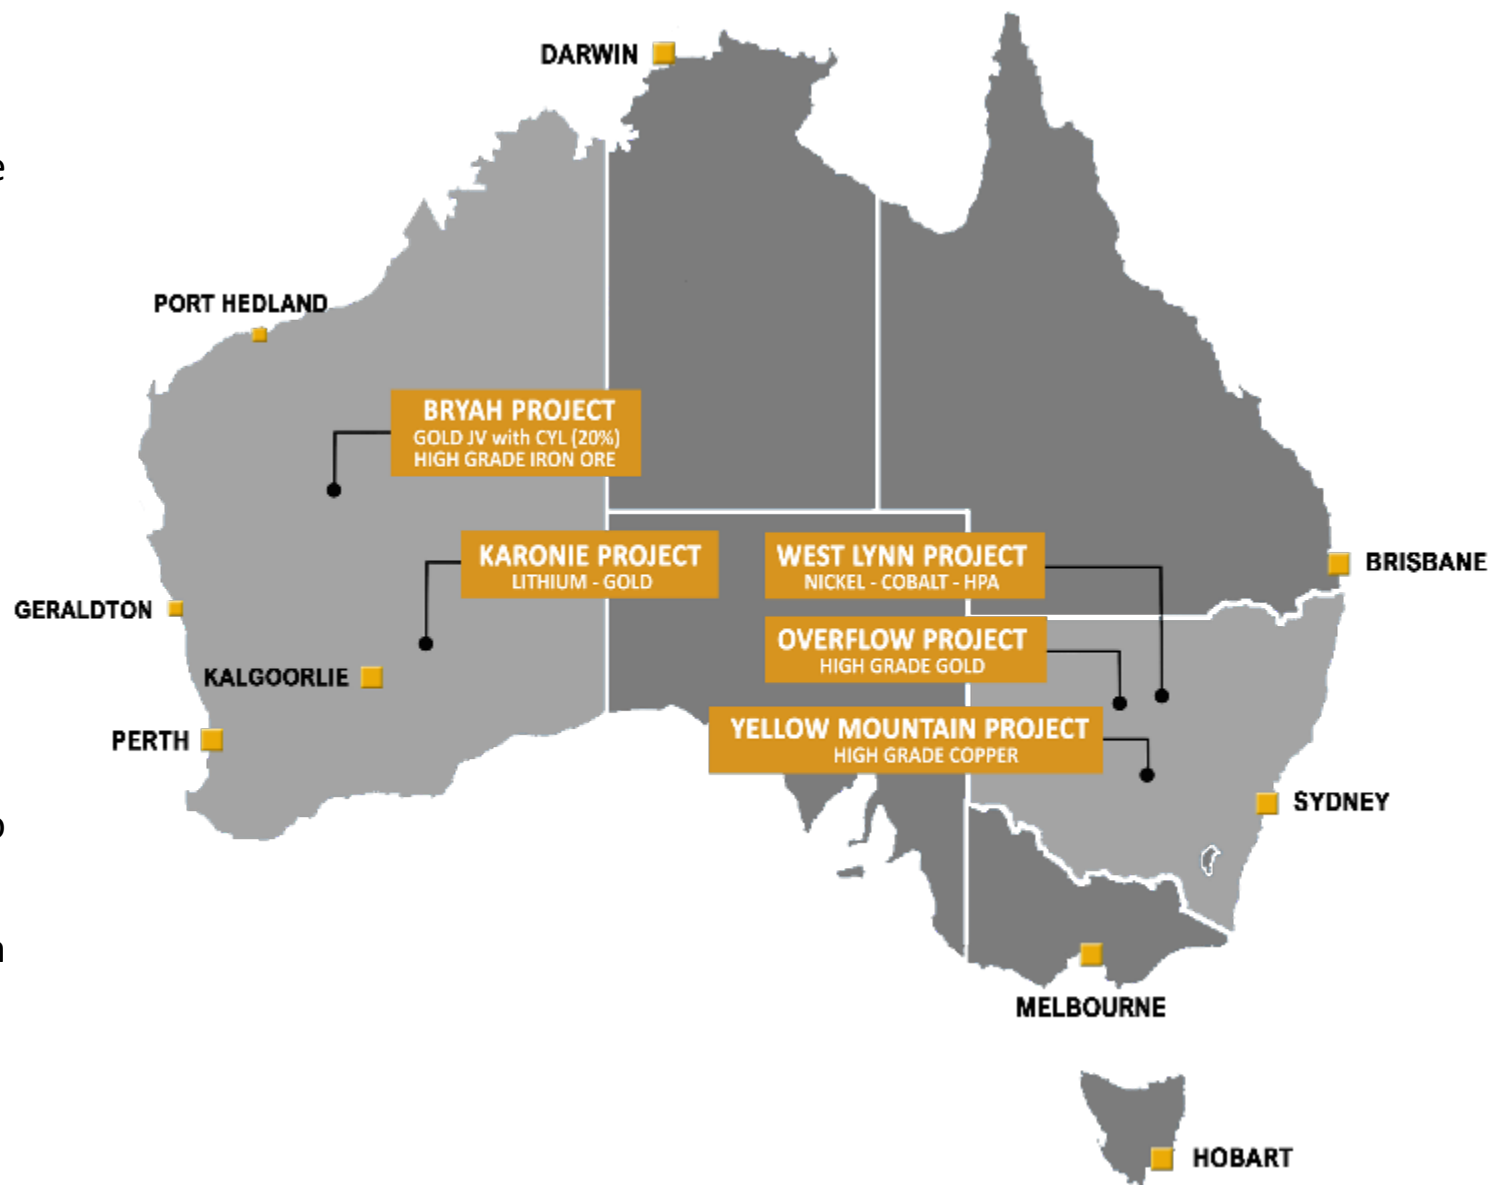 DARWIN
e
PORT HEDLAND
BRYAH PROJECT
GOLD JV with CYL (20%)
HIGH GRADE IRON ORE
KARONIE PROJECT
LITHIUM - GOLD
WEST LYNN PROJECT
NICKEL - COBALT - HPA
BRISBANE
GERALDTON
OVERFLOW PROJECT
HIGH GRADE GOLD
KALGOORLIE
PERTH
YELLOW MOUNTAIN PROJECT
HIGH GRADE COPPER
SYDNEY
MELBOURNE
HOBART